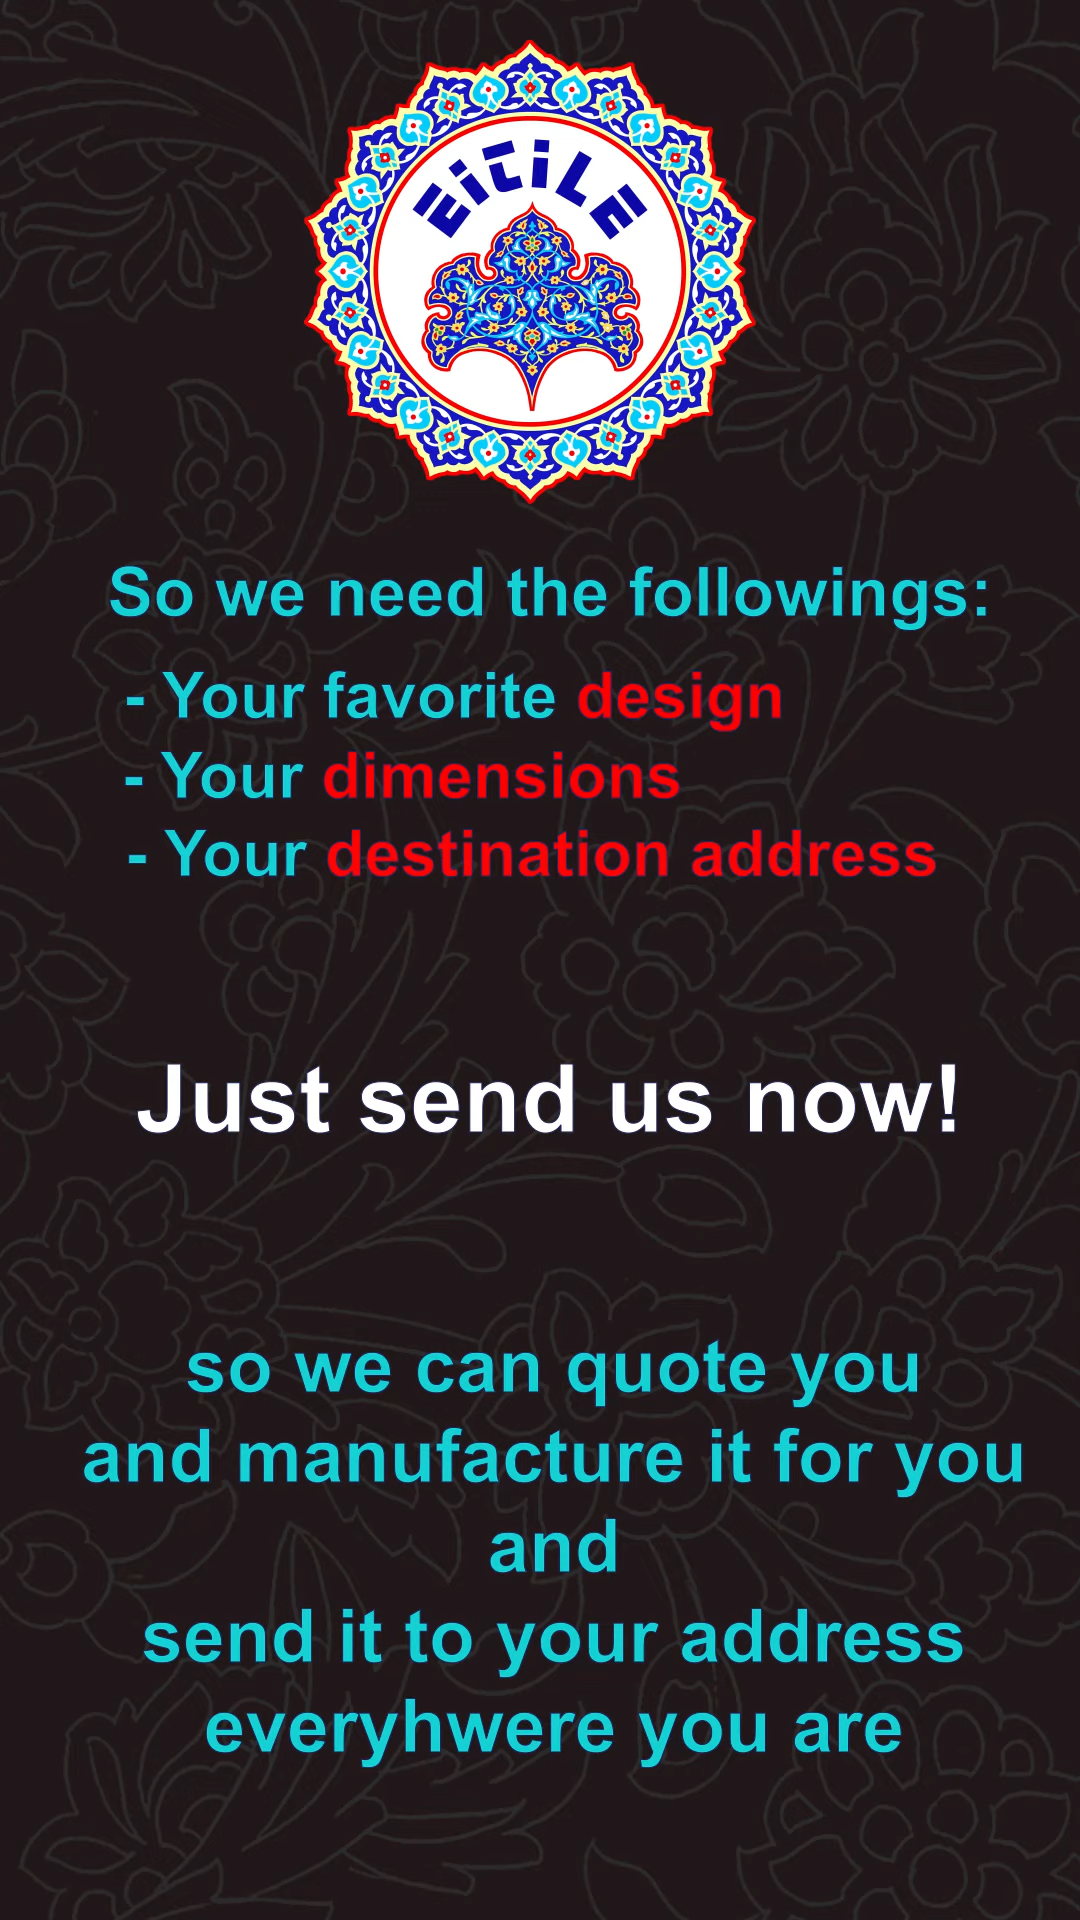 EiTiLE
So we need the followings:
- Your favorite design
- Your dimensions
- Your destination address
Just send us now!
so we can quote you
and manufacture it for you
and
send it to your address
everyhwere you are